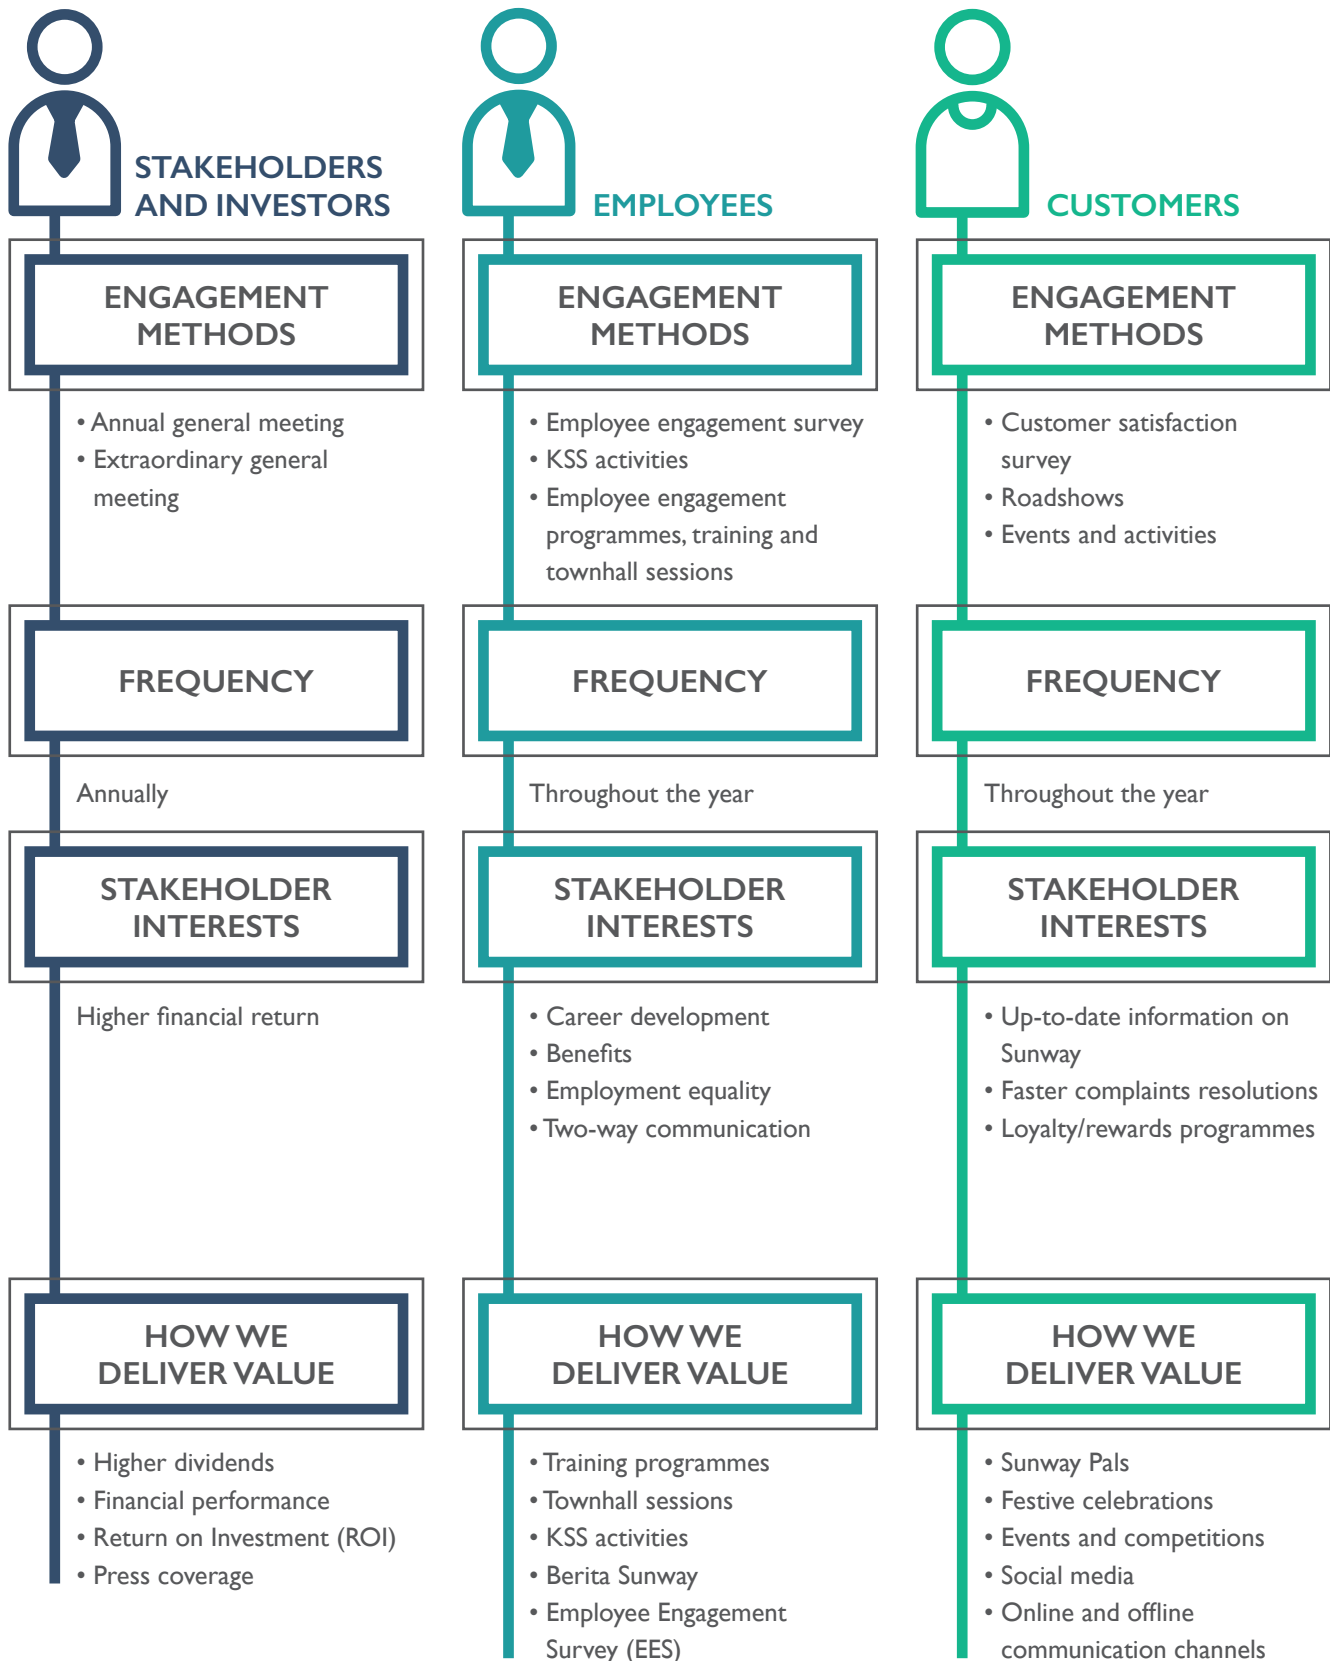 STAKEHOLDERS
AND INVESTORS
ENGAGEMENT
METHODS
• Annual general meeting
• Extraordinary general
meeting
FREQUENCY
Annually
STAKEHOLDER
INTERESTS
Higher financial return
HOW WE
DELIVER VALUE
• Higher dividends
• Financial performance
• Return on Investment (ROI)
• Press coverage
EMPLOYEES
ENGAGEMENT
METHODS
• Employee engagement survey
• KSS activities
• Employee engagement
programmes, training and
townhall sessions
FREQUENCY
Throughout the year
STAKEHOLDER
INTERESTS
• Career development
• Benefits
• Employment equality
• Two-way communication
HOW WE
DELIVER VALUE
• Training programmes
• Townhall sessions
• KSS activities
• Berita Sunway
• Employee Engagement
Survey (EES)
CUSTOMERS
ENGAGEMENT
METHODS
• Customer satisfaction
survey
• Roadshows
• Events and activities
FREQUENCY
Throughout the year
STAKEHOLDER
INTERESTS
• Up-to-date information on
Sunway
• Faster complaints resolutions
• Loyalty/rewards programmes
HOW WE
DELIVER VALUE
• Sunway Pals
• Festive celebrations
• Events and competitions
• Social media
• Online and offline
communication channels